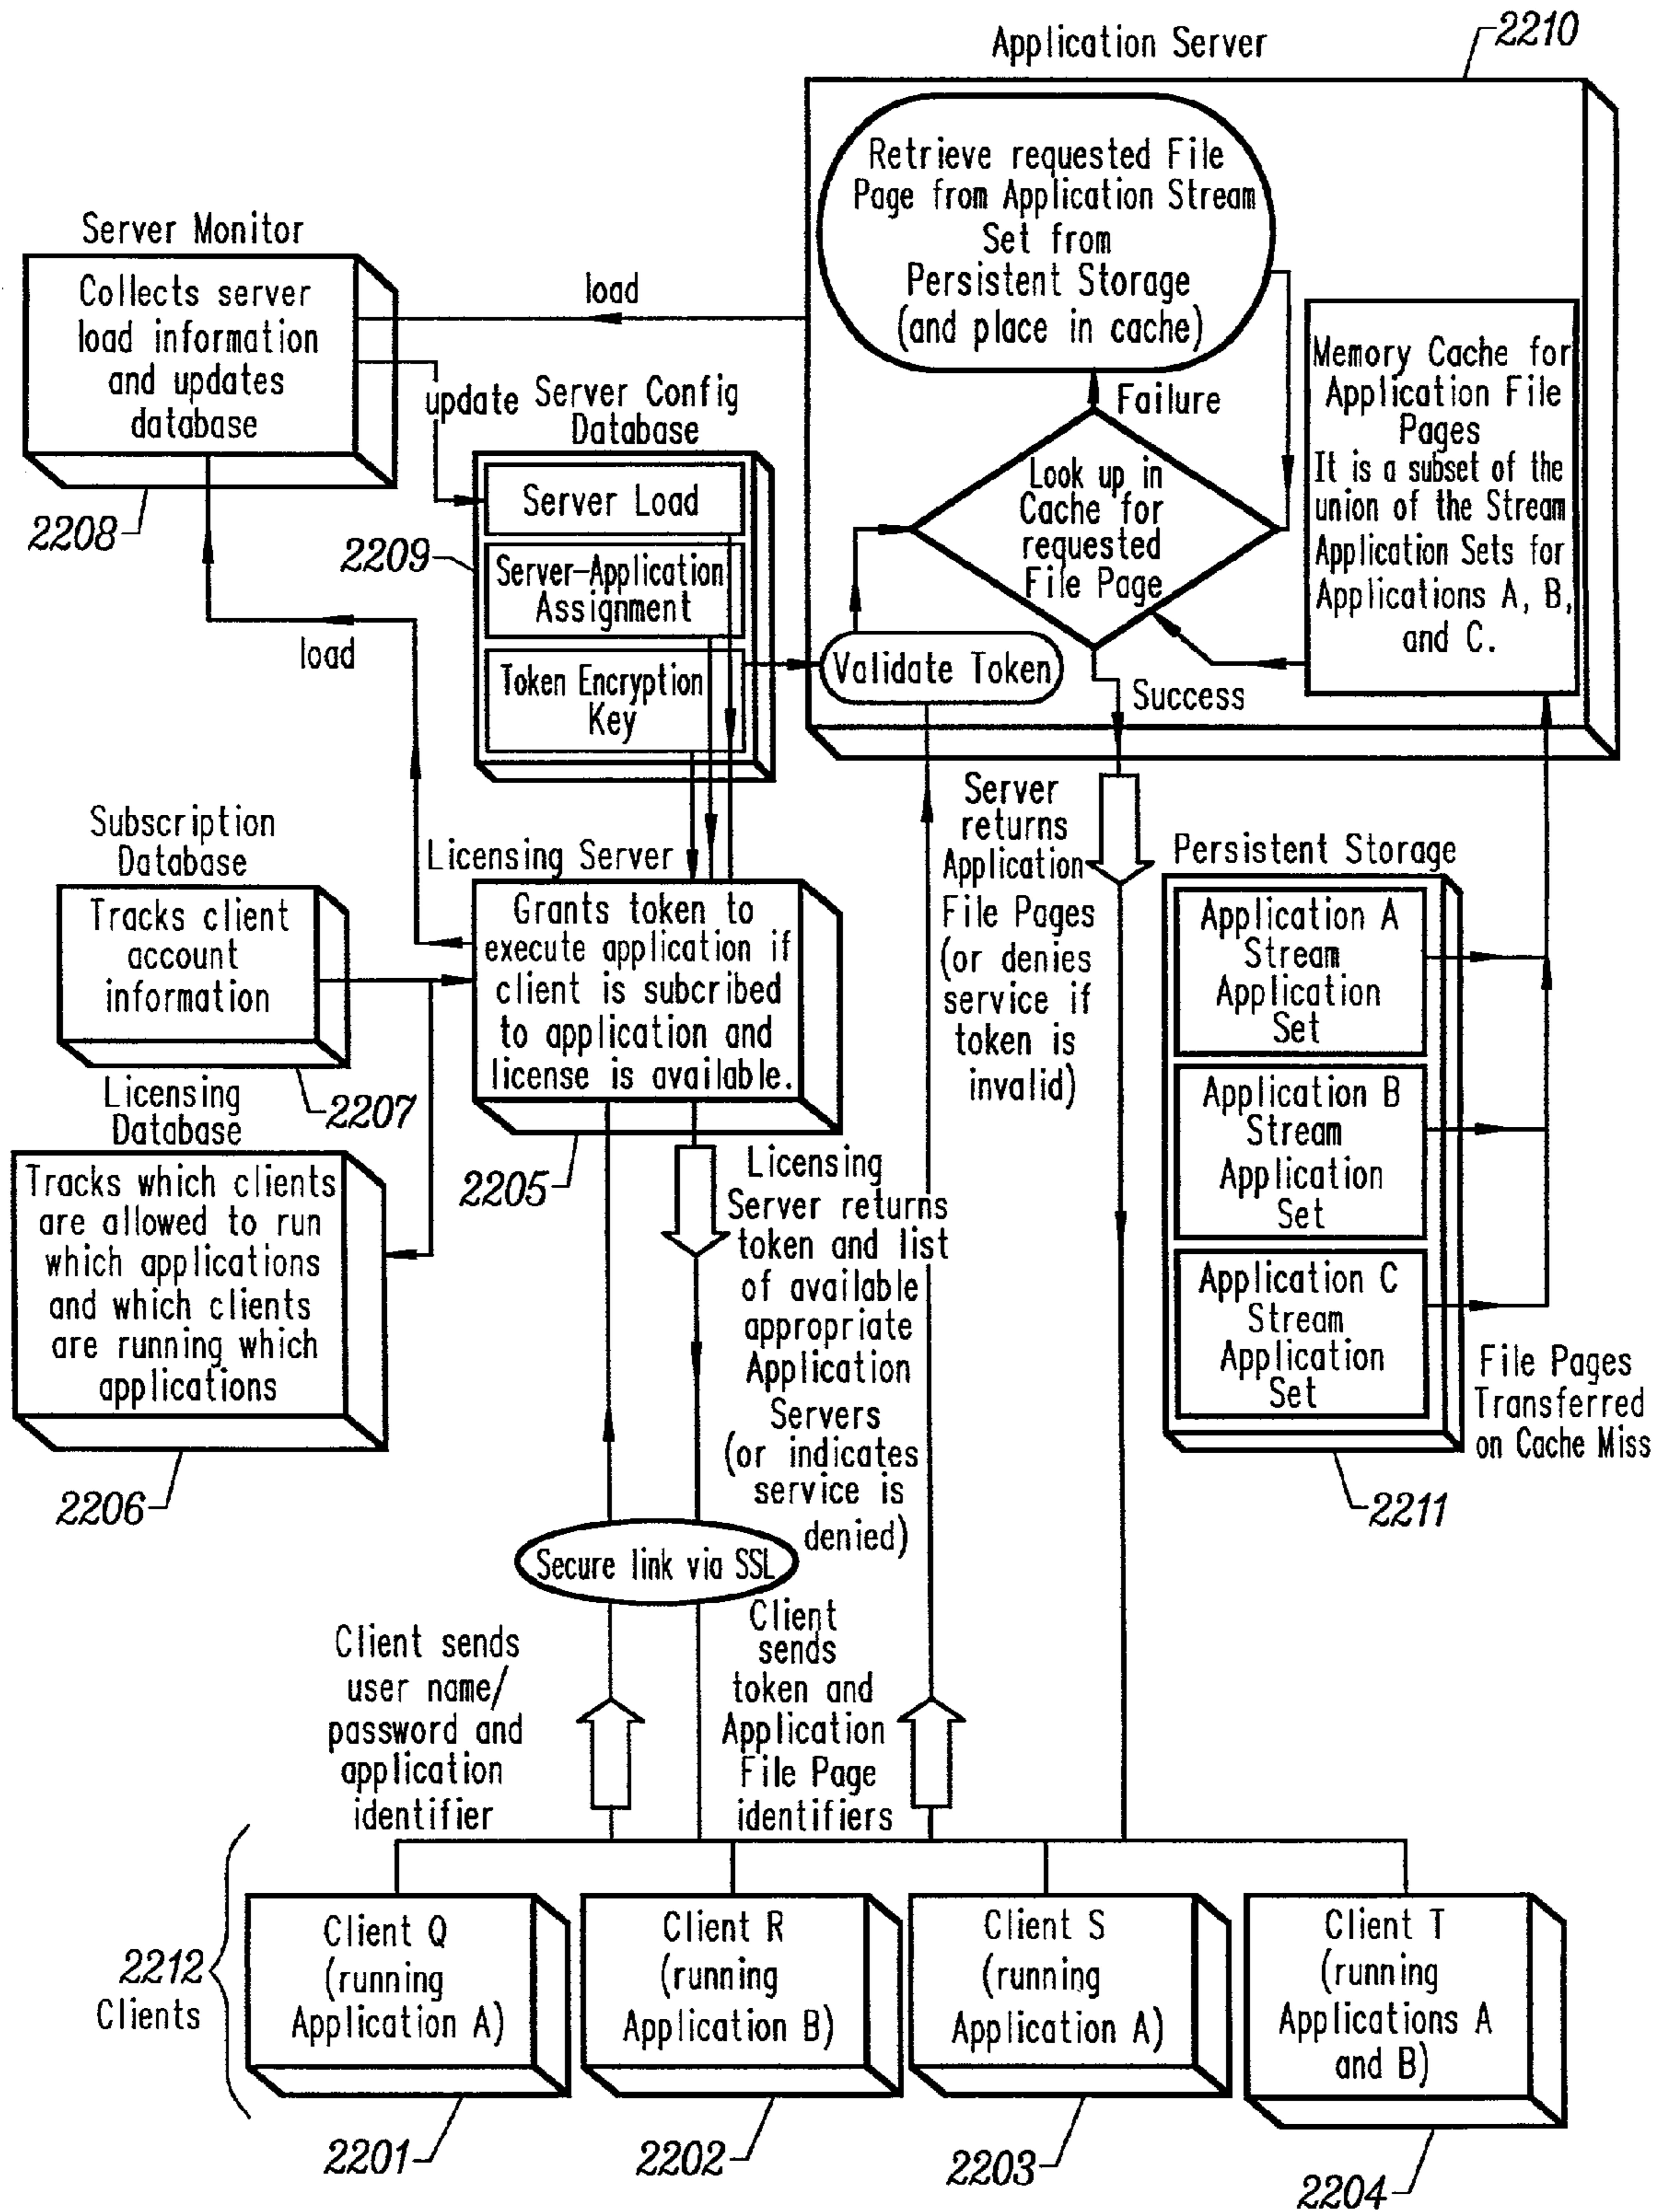 Application Server
2210
Retrieve requested File
Page from Application Stream
Set from
Persistent Storage
(and place in cache)
Server Monitor
Collects server
load information
and updates
database
2208
load
update
Server Config
Database
Server Load
2209
Server-Application
Assignment
Token Encryption
Key
Failure
Look up in
Cache for
requested
File Page
Validate Token
Success
Memory Cache for
Application File
Pages
It is a subset of the
union of the Stream
Application Sets for
Applications A, B,
and C.
load
Subscription
Database
Tracks client
account
information
2207
Licensing
Database
Tracks which clients
are allowed to run
which applications
and which clients
are running which
applications
2206
Licensing Server
Grants token to
execute application if
client is subcribed
to application and
license is available.
2205
Server
returns
Application
File Pages
(or denies
service if
token is
invalid)
Persistent Storage
Application A
Stream
Application
Set
Application B
Stream
Application
Set
Application C
Stream
Application
Set
File Pages
Transferred
on Cache Miss
2211
Licensing
Server returns
token and list
of available
appropriate
Application
Servers
(or indicates
service is
denied)
Secure link via SSL
Client sends
user name/
password and
application
identifier
Client
sends
token and
Application
File Page
identifiers
2212
Clients
Client Q
(running
Application A)
2201
Client R
(running
Application B)
2202
Client S
(running
Application A)
2203
Client T
(running
Applications A
and B)
2204